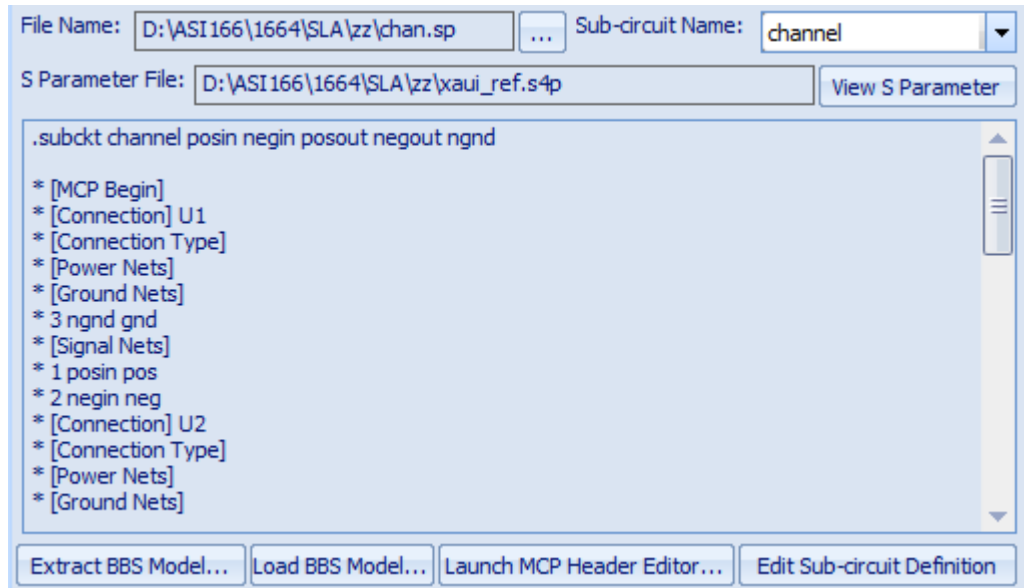 File Name: D:\ASI166\1664\SLA\zz\chan.sp ... Sub-circuit Name: channel
S Parameter File: D:\ASI166\1664\SLA\zz\xaui_ref.s4p View S Parameter
.subckt channel posin negin posout negout ngnd
* [MCP Begin]
* [Connection] U1
* [Connection Type]
* [Power Nets]
* [Ground Nets]
* 3 ngnd gnd
* [Signal Nets]
* 1 posin pos
* 2 negin neg
* [Connection] U2
* [Connection Type]
* [Power Nets]
* [Ground Nets]
Extract BBS Model... Load BBS Model... Launch MCP Header Editor... Edit Sub-circuit Definition